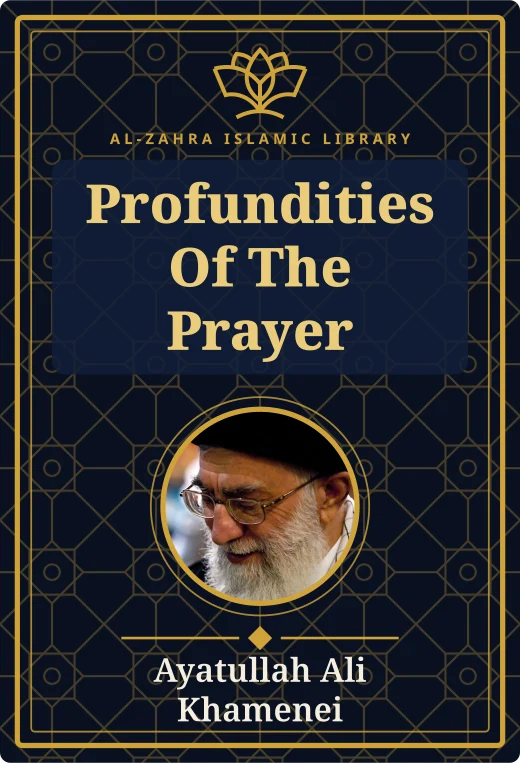 AL-ZAHRA ISLAMIC LIBRARY
Profundities
Of The
Prayer
Ayatullah Ali
Khamenei